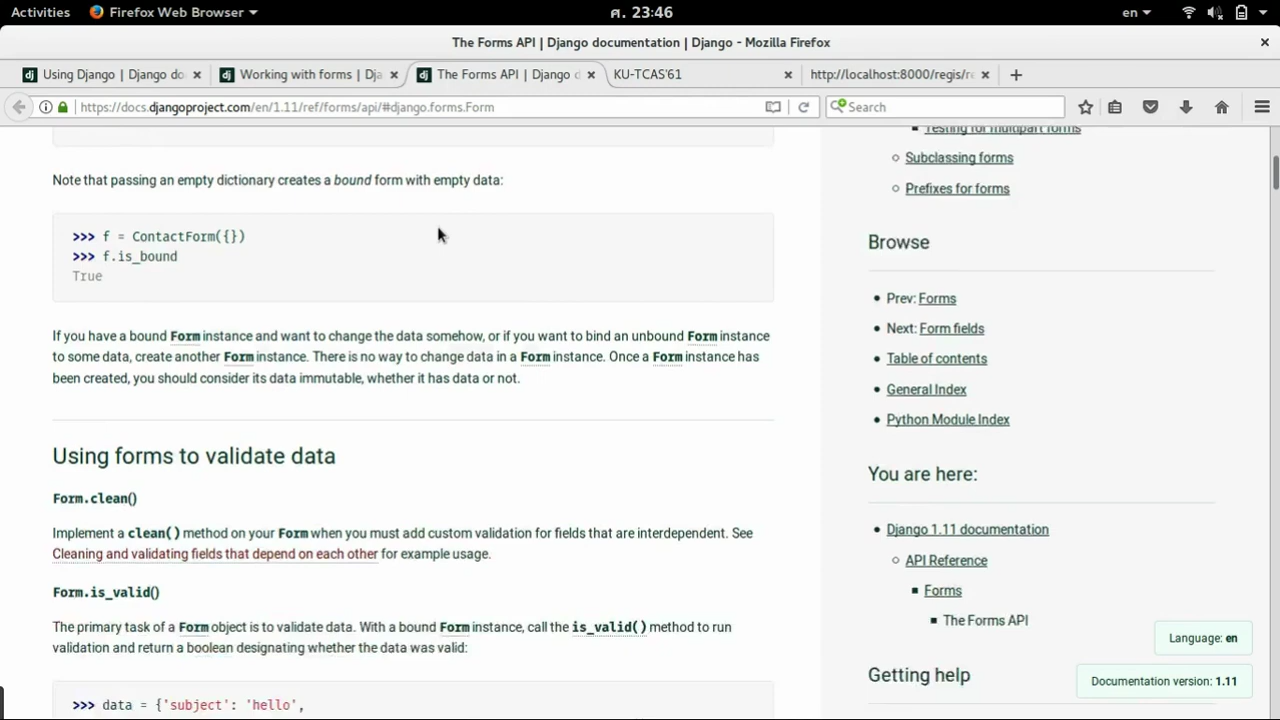 Activities Firefox Web Browser ศ. 23:46 en
The Forms API | Django documentation | Django - Mozilla Firefox
dj Using Django | Django do dj Working with forms | Dja dj The Forms API | Django d KU-TCAS'61 http://localhost:8000/regis/re
https://docs.djangoproject.com/en/1.11/ref/forms/api/#django.forms.Form Search
Note that passing an empty dictionary creates a bound form with empty data:
>>> f = ContactForm({})
>>> f.is_bound
True
If you have a bound Form instance and want to change the data somehow, or if you want to bind an unbound Form instance
to some data, create another Form instance. There is no way to change data in a Form instance. Once a Form instance has
been created, you should consider its data immutable, whether it has data or not.
Using forms to validate data
Form.clean()
Implement a clean() method on your Form when you must add custom validation for fields that are interdependent. See
Cleaning and validating fields that depend on each other for example usage.
Form.is_valid()
The primary task of a Form object is to validate data. With a bound Form instance, call the is_valid() method to run
validation and return a boolean designating whether the data was valid:
>>> data = {'subject': 'hello',
Testing for multipart forms
Subclassing forms
Prefixes for forms
Browse
Prev: Forms
Next: Form fields
Table of contents
General Index
Python Module Index
You are here:
Django 1.11 documentation
API Reference
Forms
The Forms API
Getting help
Language: en
Documentation version: 1.11